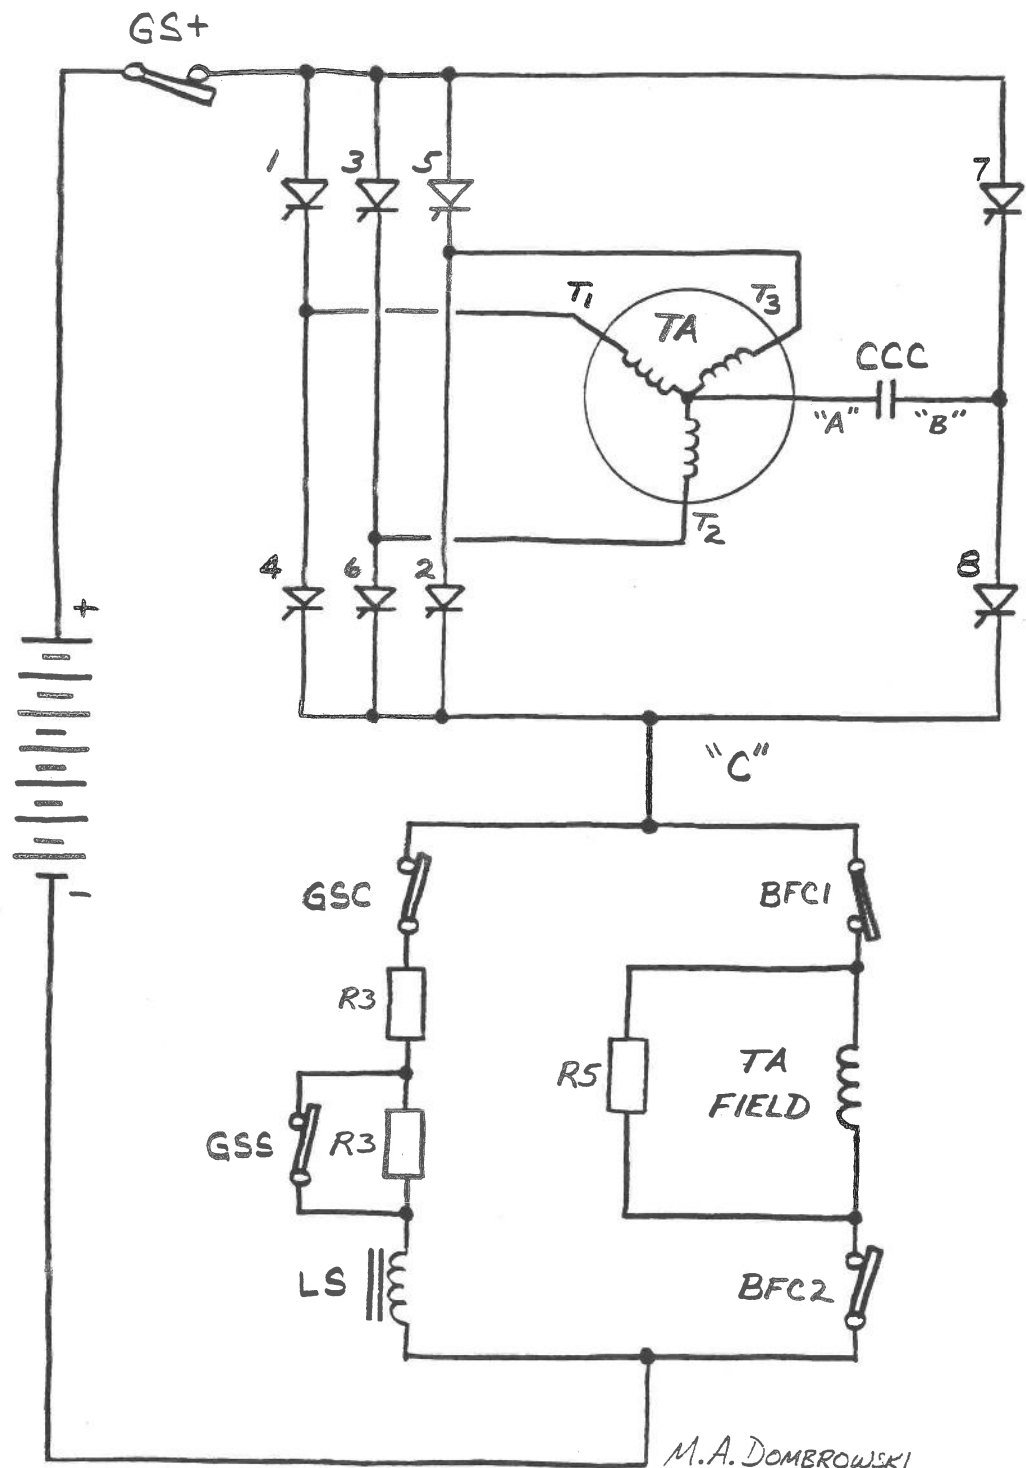 GS+
1 3 5 7
T1 T3
TA
CCC
"A" "B"
T2
4 6 2 8
+
"C"
-
GSC BFC1
R3
R5 TA
FIELD
GSS R3
LS BFC2
M.A. DOMBROWSKI